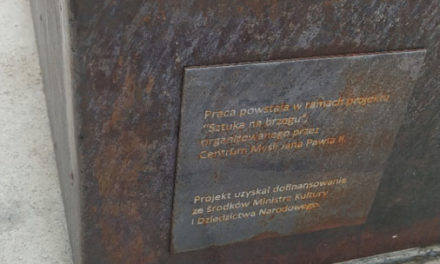 Praca powstała w ramach projektu
"Sztuka na brzegu",
organizowanego przez
Centrum Myśli Jana Pawła II.
Projekt uzyskał dofinansowanie
ze środków Ministra Kultury
i Dziedzictwa Narodowego.